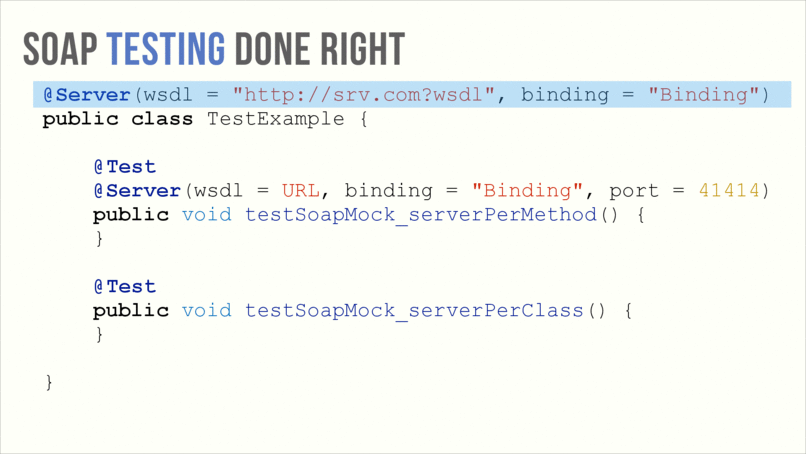 SOAP TESTING DONE RIGHT
@Server(wsdl = "http://srv.com?wsdl", binding = "Binding")
public class TestExample {
@Test
@Server(wsdl = URL, binding = "Binding", port = 41414)
public void testSoapMock_serverPerMethod() {
}
@Test
public void testSoapMock_serverPerClass() {
}
}